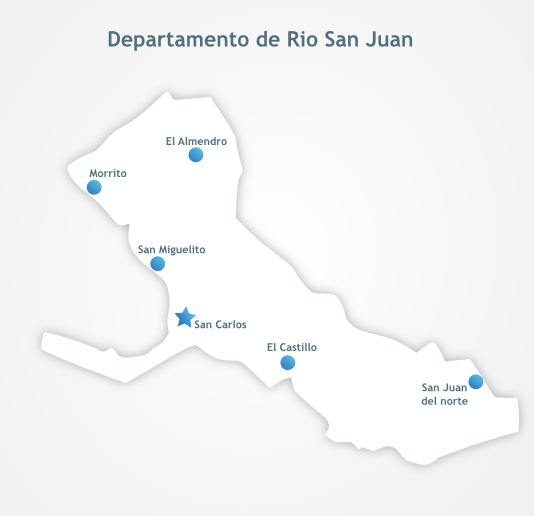 Departamento de Rio San Juan
El Almendro
Morrito
San Miguelito
San Carlos
El Castillo
San Juan
del norte